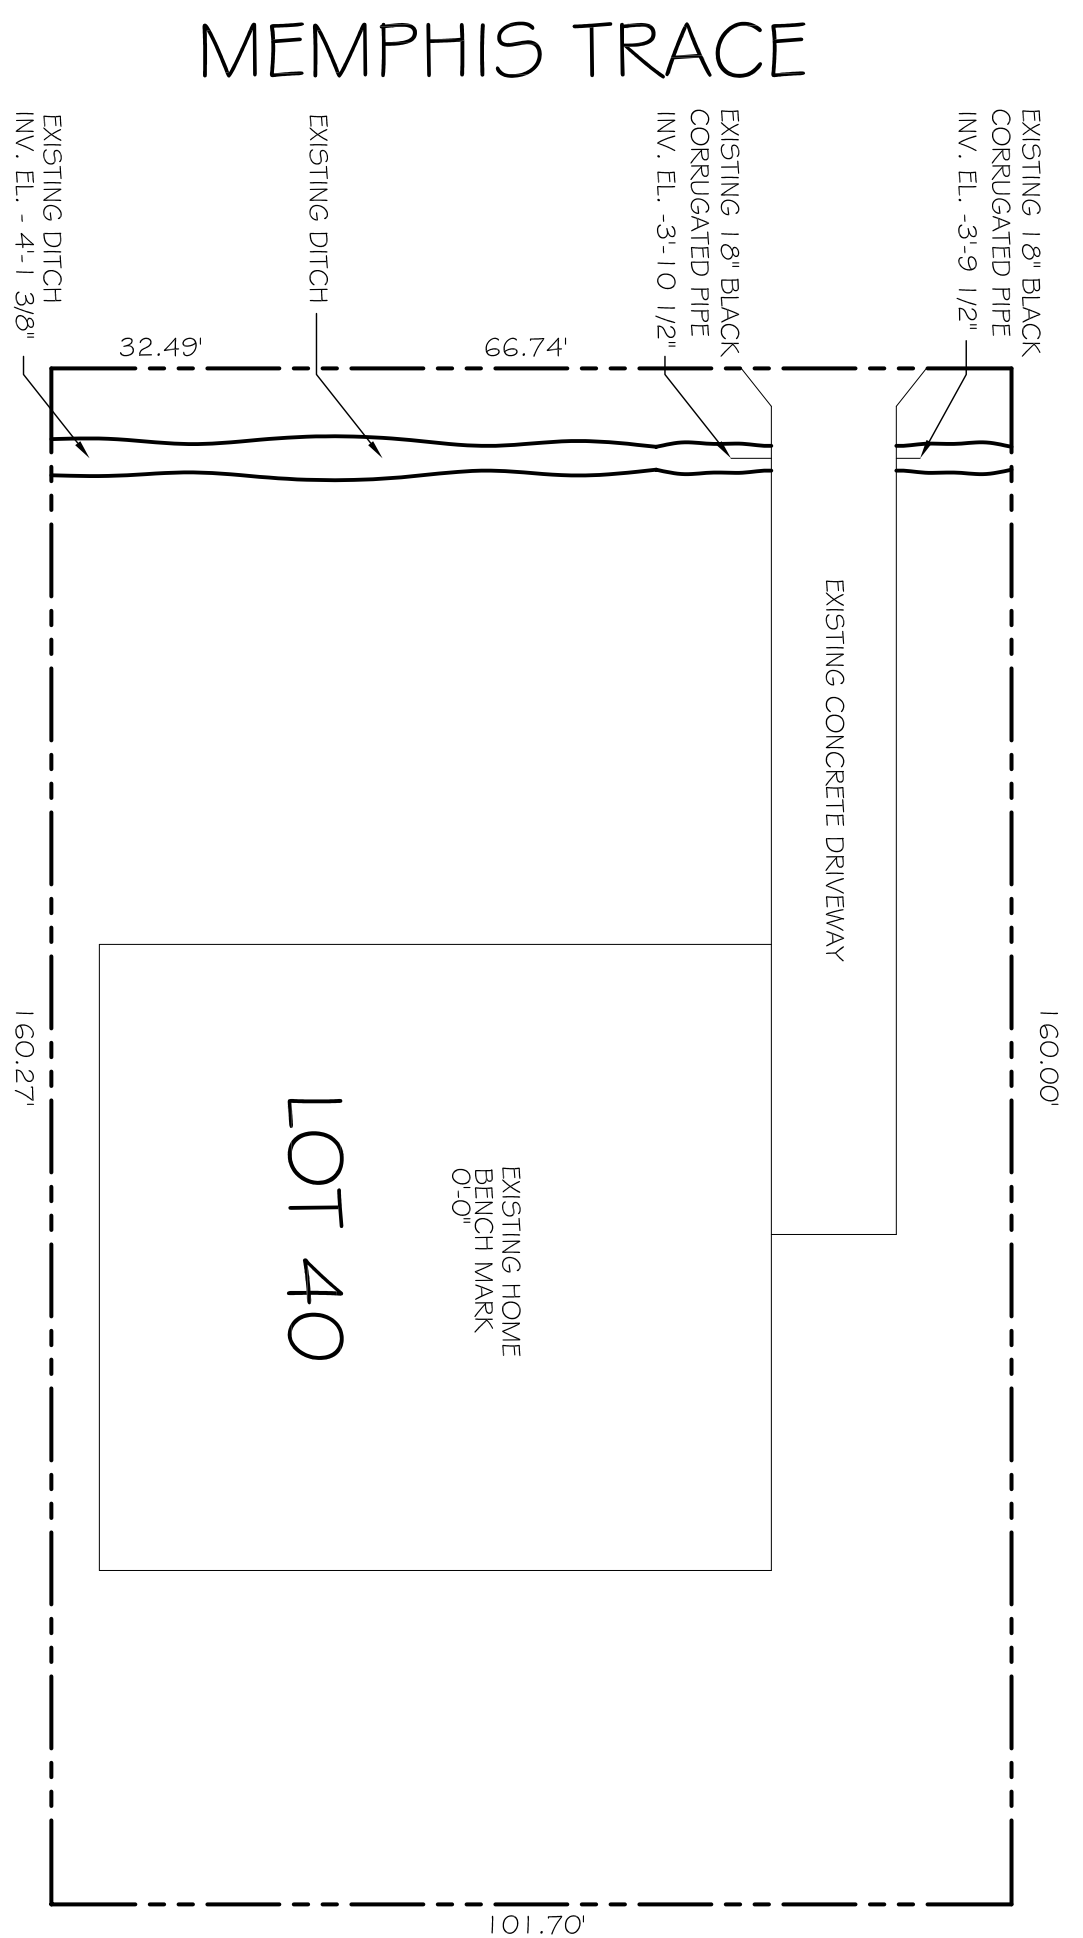 MEMPHIS TRACE
EXISTING DITCH
INV. EL. - 4'-1 3/8"
EXISTING DITCH
EXISTING 18" BLACK
CORRUGATED PIPE
INV. EL. -3'-10 1/2"
EXISTING 18" BLACK
CORRUGATED PIPE
INV. EL. -3'-9 1/2"
32.49'
66.74'
EXISTING CONCRETE DRIVEWAY
160.27'
160.00'
EXISTING HOME
BENCH MARK
0'-0"
LOT 40
101.70'